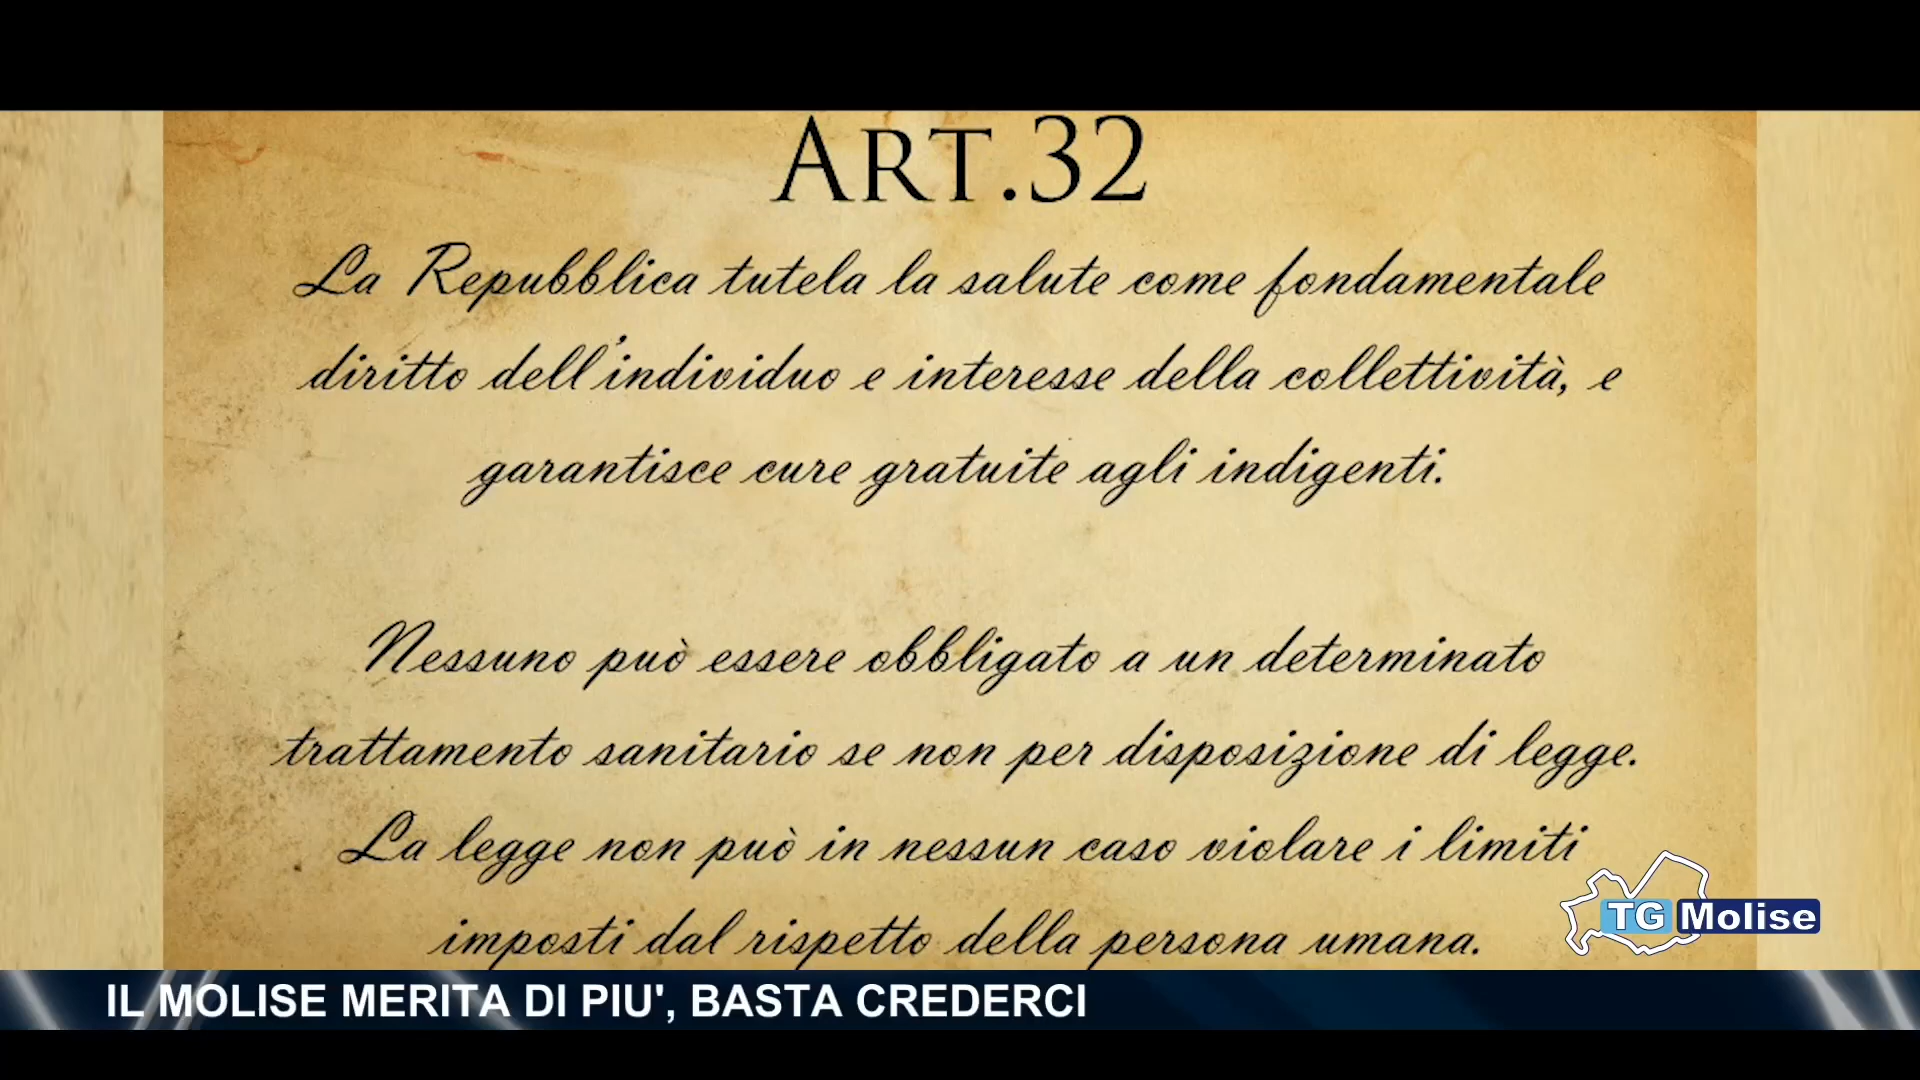 ART.32
La Repubblica tutela la salute come fondamentale
diritto dell'individuo e interesse della collettività, e
garantisce cure gratuite agli indigenti.
Nessuno può essere obbligato a un determinato
trattamento sanitario se non per disposizione di legge.
La legge non può in nessun caso violare i limiti
imposti dal rispetto della persona umana.
TG Molise
IL MOLISE MERITA DI PIU', BASTA CREDERCI